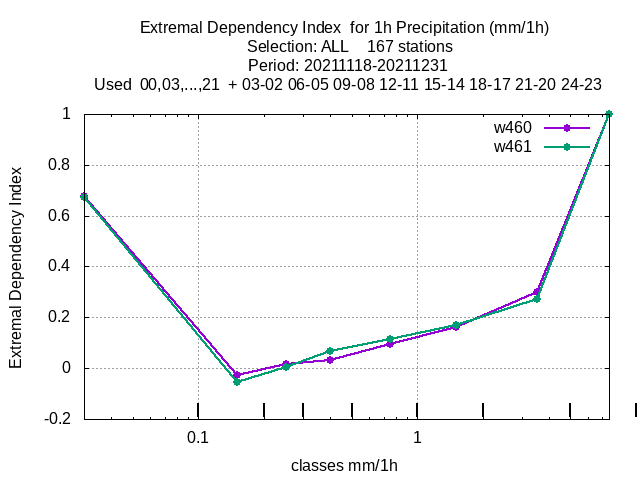 Extremal Dependency Index  for 1h Precipitation (mm/1h)
Selection: ALL    167 stations
Period: 20211118-20211231
Used  00,03,...,21  + 03-02 06-05 09-08 12-11 15-14 18-17 21-20 24-23
w460
w461
1
0.8
0.6
0.4
0.2
0
-0.2
Extremal Dependency Index
0.1 1
classes mm/1h